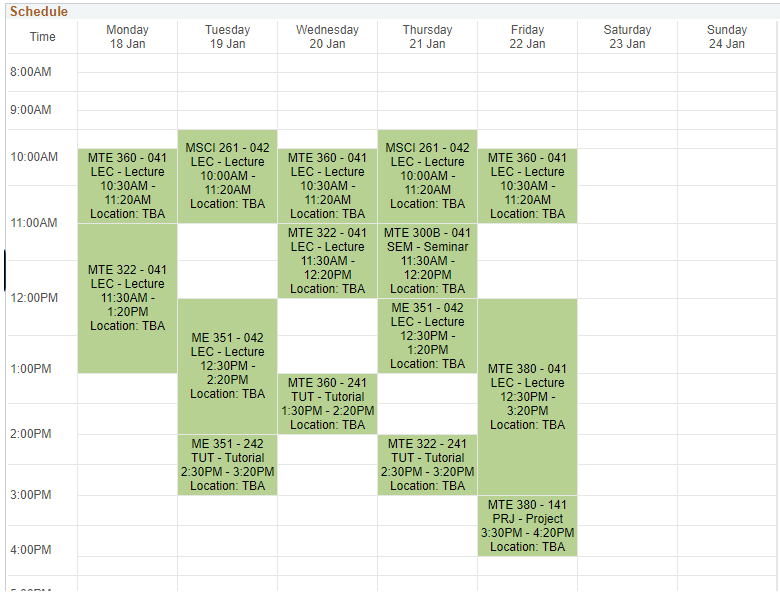 Schedule
Time
Monday
18 Jan
Tuesday
19 Jan
Wednesday
20 Jan
Thursday
21 Jan
Friday
22 Jan
Saturday
23 Jan
Sunday
24 Jan
8:00AM
9:00AM
10:00AM
11:00AM
12:00PM
1:00PM
2:00PM
3:00PM
4:00PM
5:00PM
MTE 360 - 041
LEC - Lecture
10:30AM -
11:20AM
Location: TBA
MTE 322 - 041
LEC - Lecture
11:30AM -
1:20PM
Location: TBA
MSCI 261 - 042
LEC - Lecture
10:00AM -
11:20AM
Location: TBA
ME 351 - 042
LEC - Lecture
12:30PM -
2:20PM
Location: TBA
ME 351 - 242
TUT - Tutorial
2:30PM - 3:20PM
Location: TBA
MTE 360 - 041
LEC - Lecture
10:30AM -
11:20AM
Location: TBA
MTE 322 - 041
LEC - Lecture
11:30AM -
12:20PM
Location: TBA
MTE 360 - 241
TUT - Tutorial
1:30PM - 2:20PM
Location: TBA
MSCI 261 - 042
LEC - Lecture
10:00AM -
11:20AM
Location: TBA
MTE 300B - 041
SEM - Seminar
11:30AM -
12:20PM
Location: TBA
ME 351 - 042
LEC - Lecture
12:30PM -
1:20PM
Location: TBA
MTE 322 - 241
TUT - Tutorial
2:30PM - 3:20PM
Location: TBA
MTE 360 - 041
LEC - Lecture
10:30AM -
11:20AM
Location: TBA
MTE 380 - 041
LEC - Lecture
12:30PM -
3:20PM
Location: TBA
MTE 380 - 141
PRJ - Project
3:30PM - 4:20PM
Location: TBA